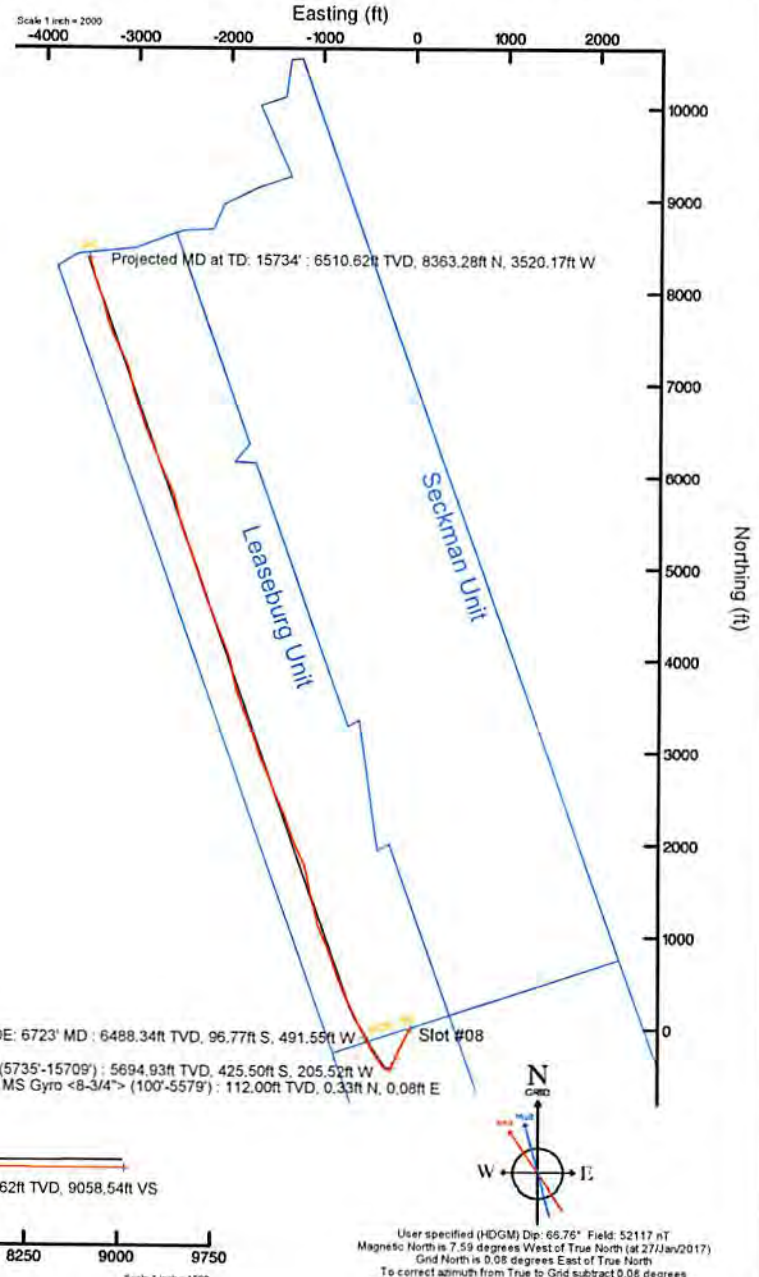 Scale 1 inch = 2000
Easting (ft)
-4000 -3000 -2000 -1000 0 1000 2000
10000
9000
Projected MD at TD: 15734' : 6510.62ft TVD, 8363.28ft N, 3520.17ft W
8000
7000
6000
Seckman Unit
Northing (ft)
5000
Leaseburg Unit
4000
3000
2000
1000
0
E: 6723' MD : 6488.34ft TVD, 96.77ft S, 491.55ft W
Slot #08
(5735'-15709') : 5694.93ft TVD, 425.50ft S, 205.52ft W
MS Gyro <8-3/4"> (100'-5579') : 112.00ft TVD, 0.33ft N, 0.08ft E
N
GRID
W E
62ft TVD, 9058.54ft VS
8250 9000 9750
User specified (HDGM) Dip: 66.76° Field: 52117 nT
Magnetic North is 7.59 degrees West of True North (at 27/Jan/2017)
Grid North is 0.08 degrees East of True North
To correct azimuth from True to Grid subtract 0.08 degrees